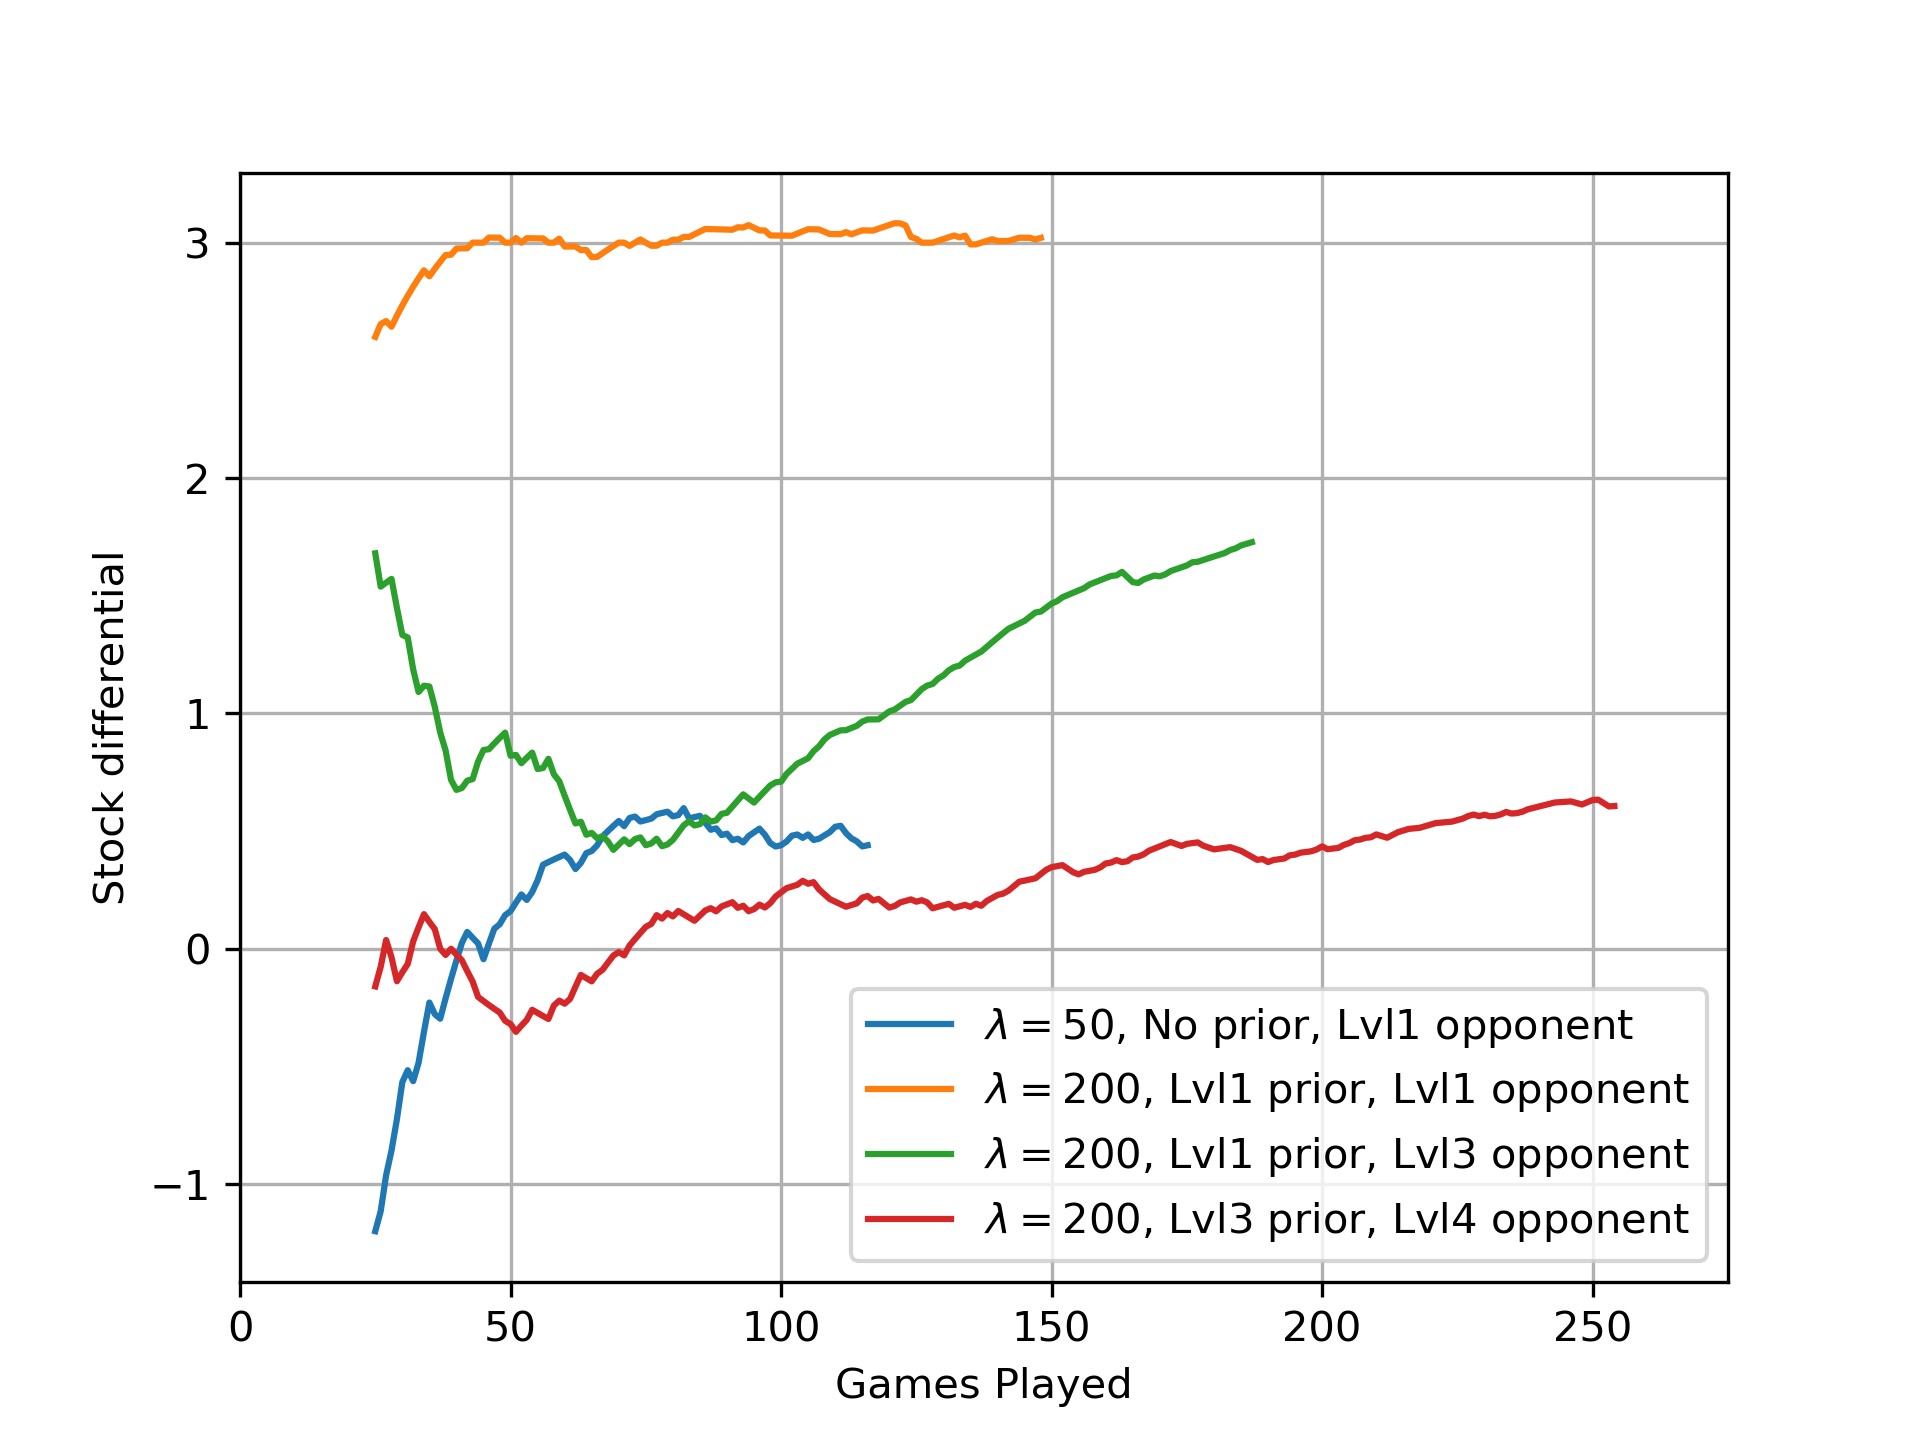 3
2
1
0
−1
Stock differential
λ = 50, No prior, Lvl1 opponent
λ = 200, Lvl1 prior, Lvl1 opponent
λ = 200, Lvl1 prior, Lvl3 opponent
λ = 200, Lvl3 prior, Lvl4 opponent
0 50 100 150 200 250
Games Played